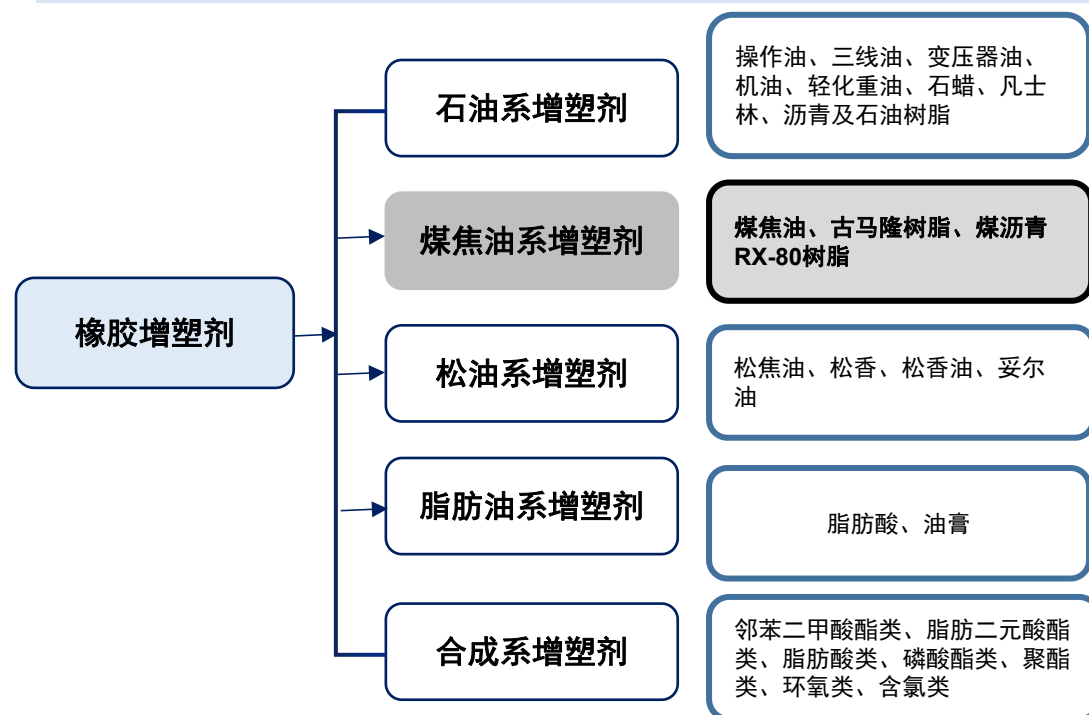 石油系增塑剂
操作油、三线油、变压器油、
机油、轻化重油、石蜡、凡士
林、沥青及石油树脂
煤焦油系增塑剂
煤焦油、古马隆树脂、煤沥青
RX-80树脂
橡胶增塑剂
松油系增塑剂
松焦油、松香、松香油、妥尔
油
脂肪油系增塑剂
脂肪酸、油膏
合成系增塑剂
邻苯二甲酸酯类、脂肪二元酸酯
类、脂肪酸类、磷酸酯类、聚酯
类、环氧类、含氯类